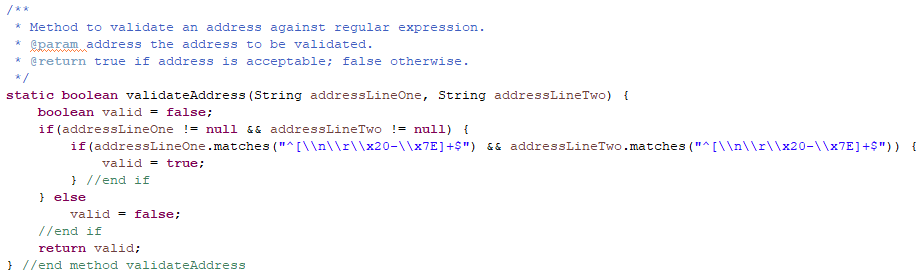 /**
 * Method to validate an address against regular expression.
 * @param address the address to be validated.
 * @return true if address is acceptable; false otherwise.
 */
static boolean validateAddress(String addressLineOne, String addressLineTwo) {
    boolean valid = false;
    if(addressLineOne != null && addressLineTwo != null) {
        if(addressLineOne.matches("^[\\n\\r\\x20-\\x7E]+$") && addressLineTwo.matches("^[\\n\\r\\x20-\\x7E]+$")) {
            valid = true;
        } //end if
    } else
        valid = false;
    //end if
    return valid;
} //end method validateAddress